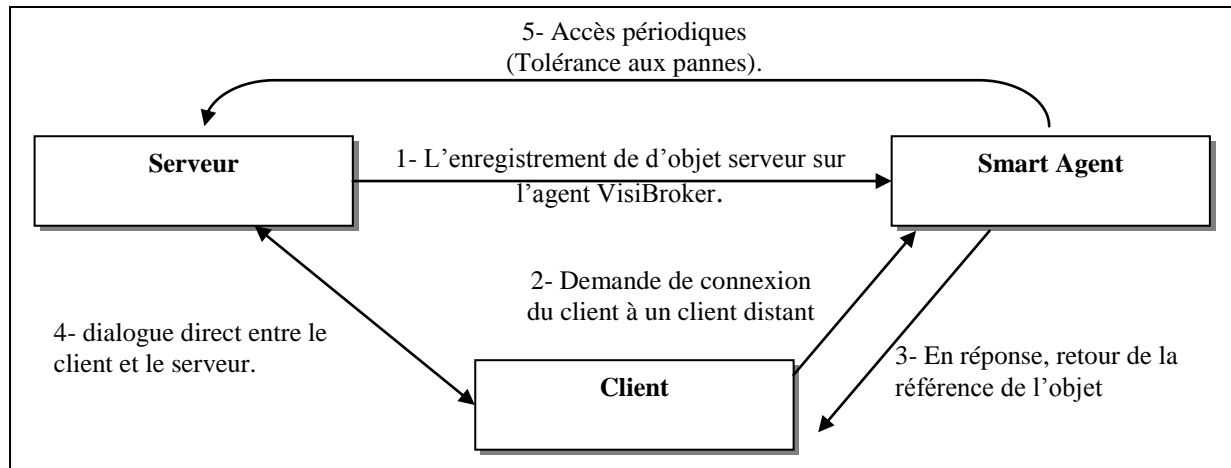 5- Accès périodiques
(Tolérance aux pannes).
Serveur
1- L’enregistrement de d’objet serveur sur
l’agent VisiBroker.
Smart Agent
2- Demande de connexion
du client à un client distant
4- dialogue direct entre le
client et le serveur.
3- En réponse, retour de la
référence de l’objet
Client